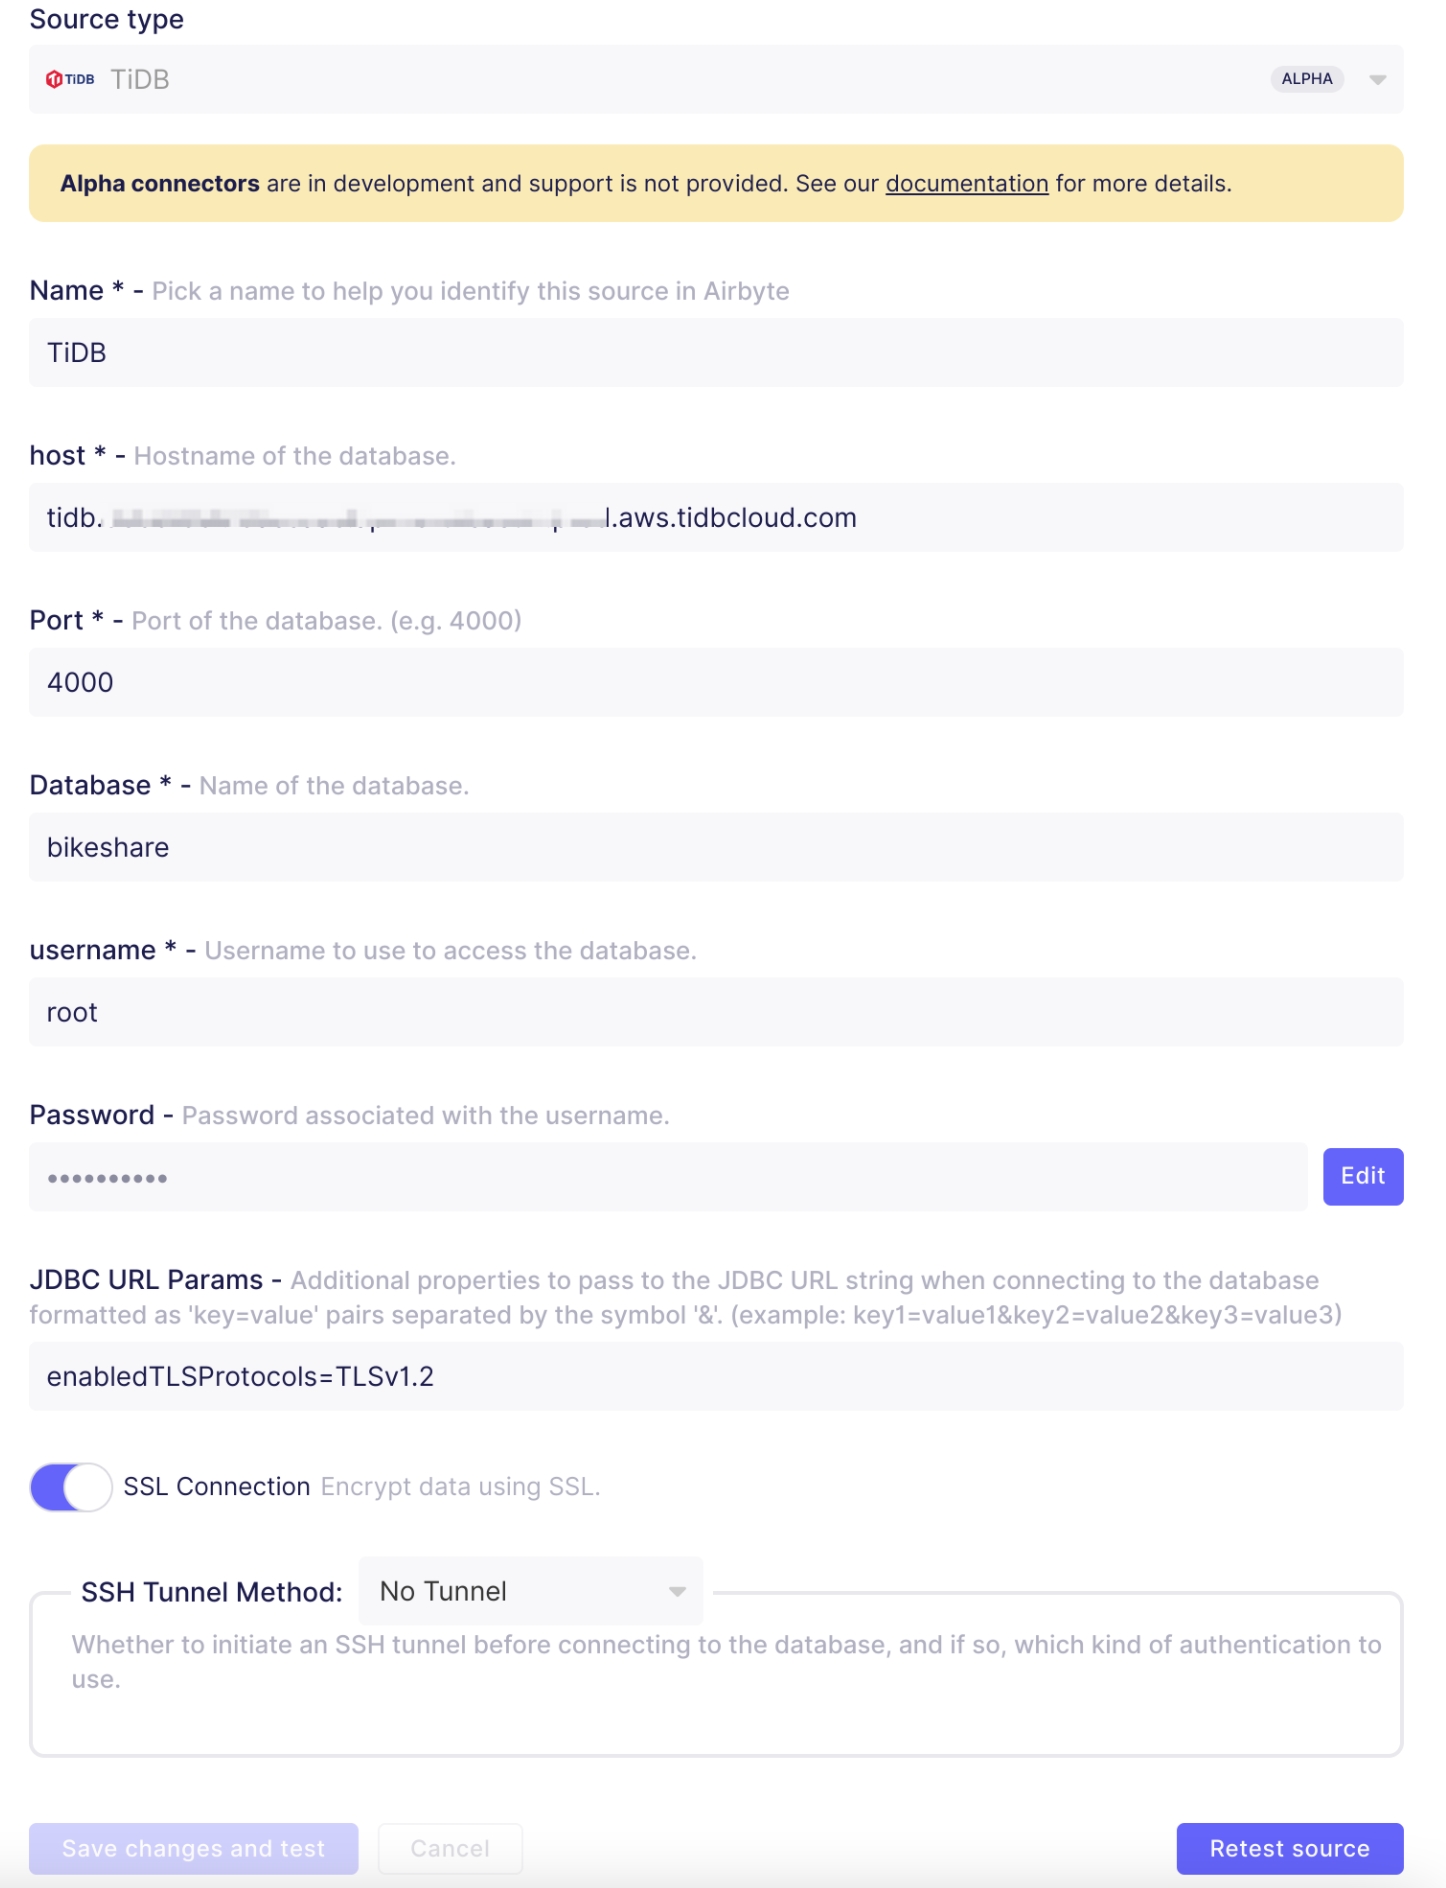 Source type
TiDB TiDB ALPHA
Alpha connectors are in development and support is not provided. See our documentation for more details.
Name * - Pick a name to help you identify this source in Airbyte
TiDB
host * - Hostname of the database.
tidb. l.aws.tidbcloud.com
Port * - Port of the database. (e.g. 4000)
4000
Database * - Name of the database.
bikeshare
username * - Username to use to access the database.
root
Password - Password associated with the username.
•••••••••• Edit
JDBC URL Params - Additional properties to pass to the JDBC URL string when connecting to the database
formatted as 'key=value' pairs separated by the symbol '&'. (example: key1=value1&key2=value2&key3=value3)
enabledTLSProtocols=TLSv1.2
SSL Connection Encrypt data using SSL.
SSH Tunnel Method: No Tunnel
Whether to initiate an SSH tunnel before connecting to the database, and if so, which kind of authentication to
use.
Save changes and test Cancel Retest source